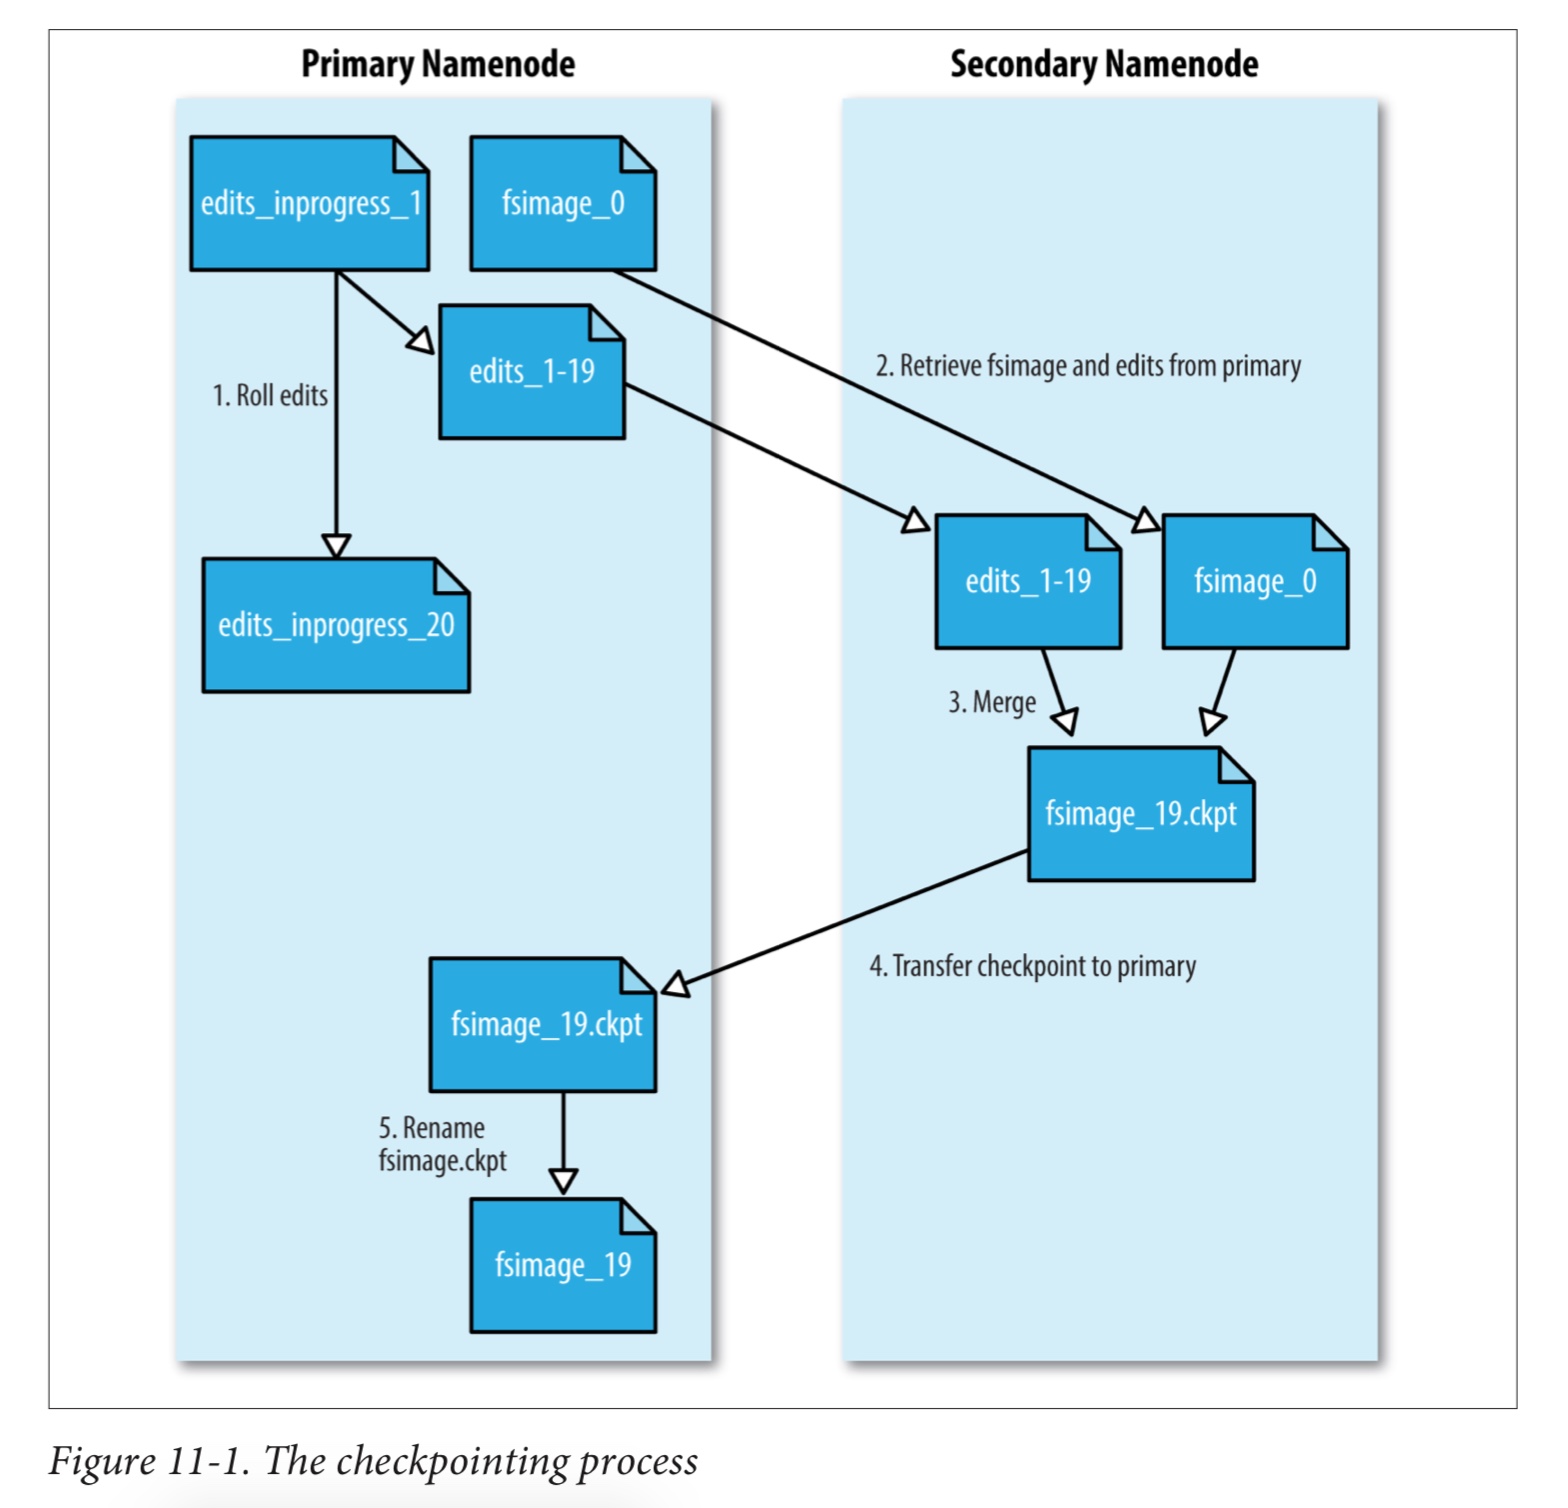 Primary Namenode
Secondary Namenode
edits_inprogress_1
fsimage_0
edits_1-19
1. Roll edits
2. Retrieve fsimage and edits from primary
edits_inprogress_20
edits_1-19
fsimage_0
3. Merge
fsimage_19.ckpt
4. Transfer checkpoint to primary
fsimage_19.ckpt
5. Rename
fsimage.ckpt
fsimage_19
Figure 11-1. The checkpointing process